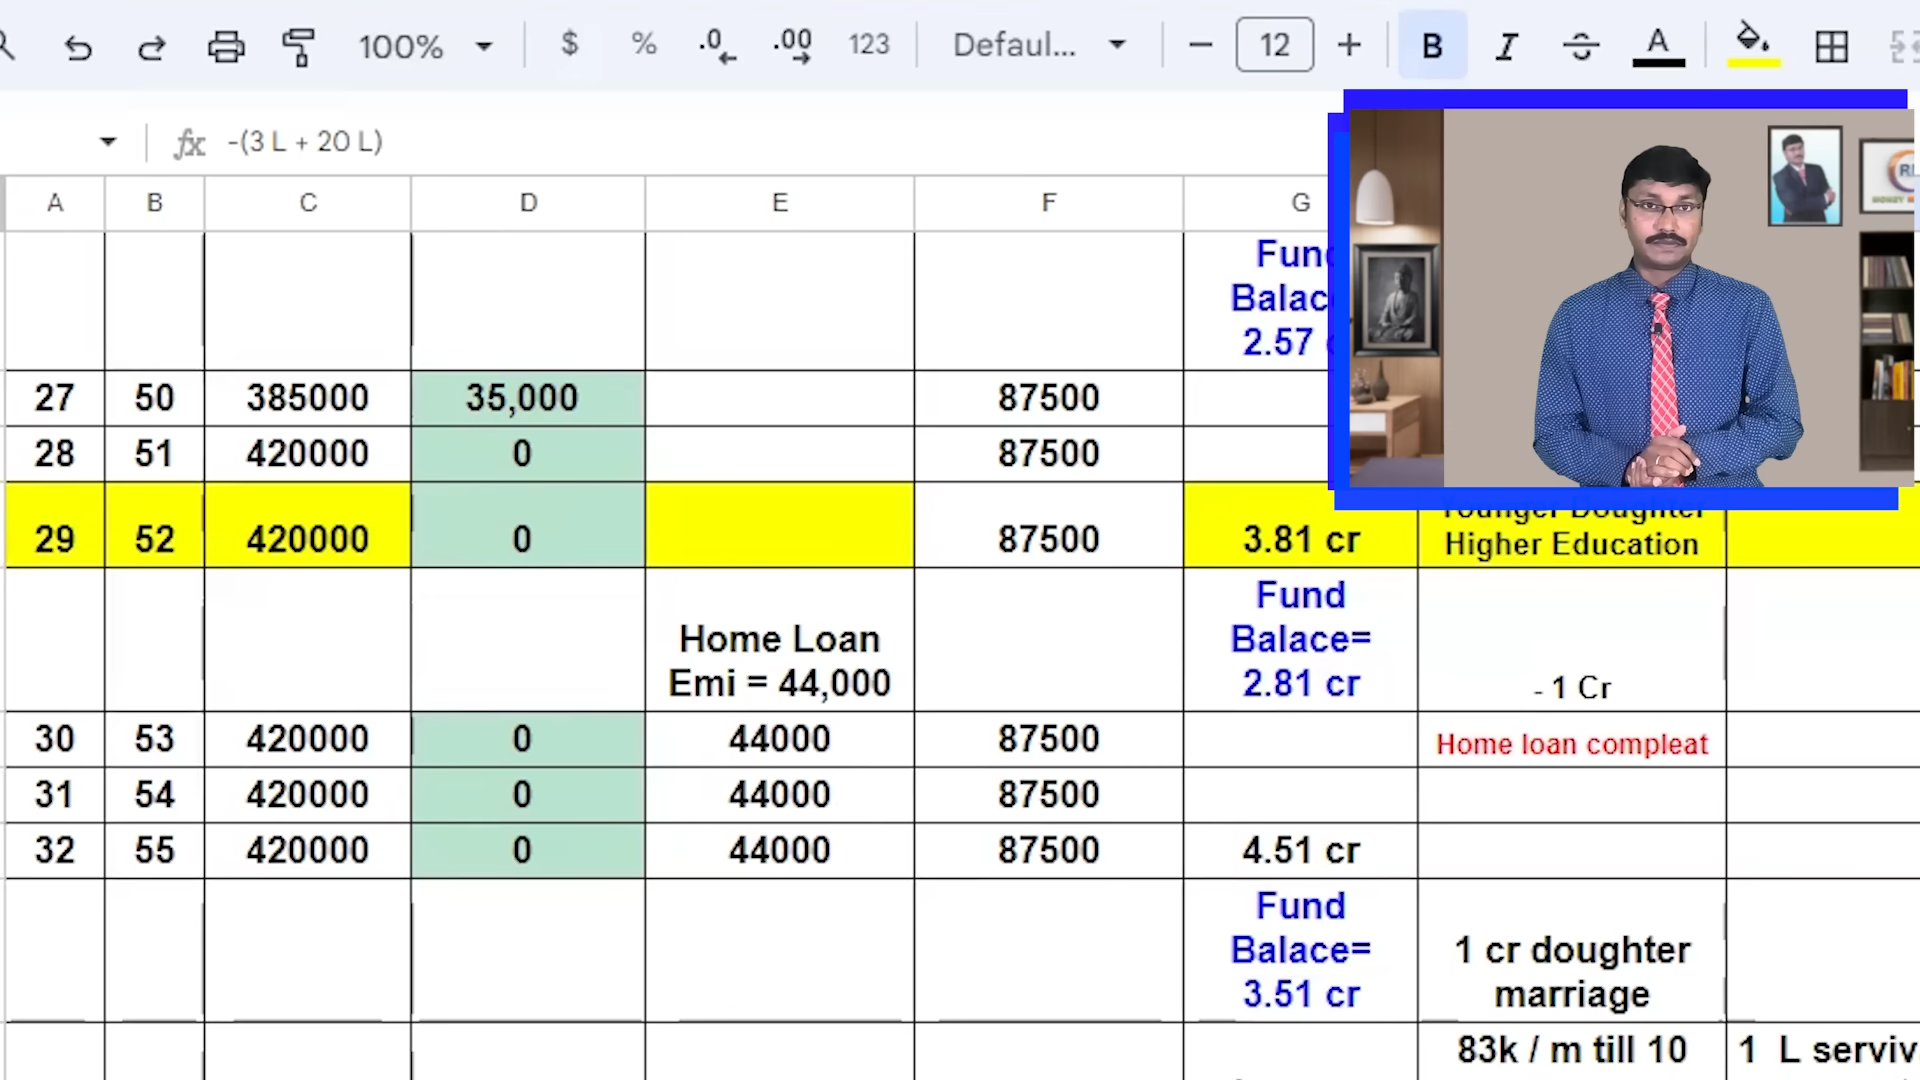 100% $ % .0 .00 123 Defaul... 12 B I A
fx -(3 L + 20 L)
A B C D E F G
Fund
Balac
2.57
27 50 385000 35,000 87500
28 51 420000 0 87500
Younger Doughter
29 52 420000 0 87500 3.81 cr Higher Education
Fund
Home Loan Balace=
Emi = 44,000 2.81 cr - 1 Cr
30 53 420000 0 44000 87500 Home loan compleat
31 54 420000 0 44000 87500
32 55 420000 0 44000 87500 4.51 cr
Fund
Balace= 1 cr doughter
3.51 cr marriage
83k / m till 10 1 L serviv